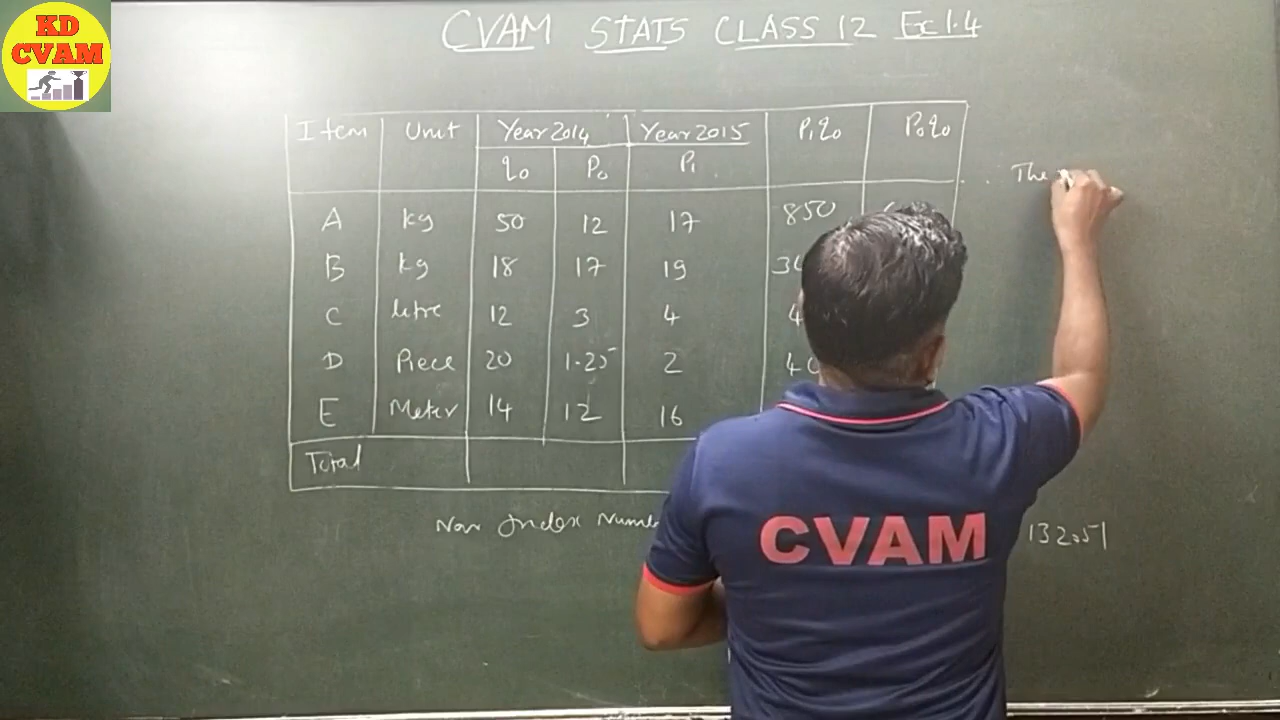 KD
CVAM
CVAM STATS CLASS 12 Ex 1.4
Item Unit Year 2014 Year 2015 P₁q₀ P₀q₀
q₀ P₀ P₁
A kg 50 12 17 850
B kg 18 17 19
C litre 12 3 4
D Piece 20 1.25 2
E Meter 14 12 16
Total
Now Index 132.51
The
CVAM